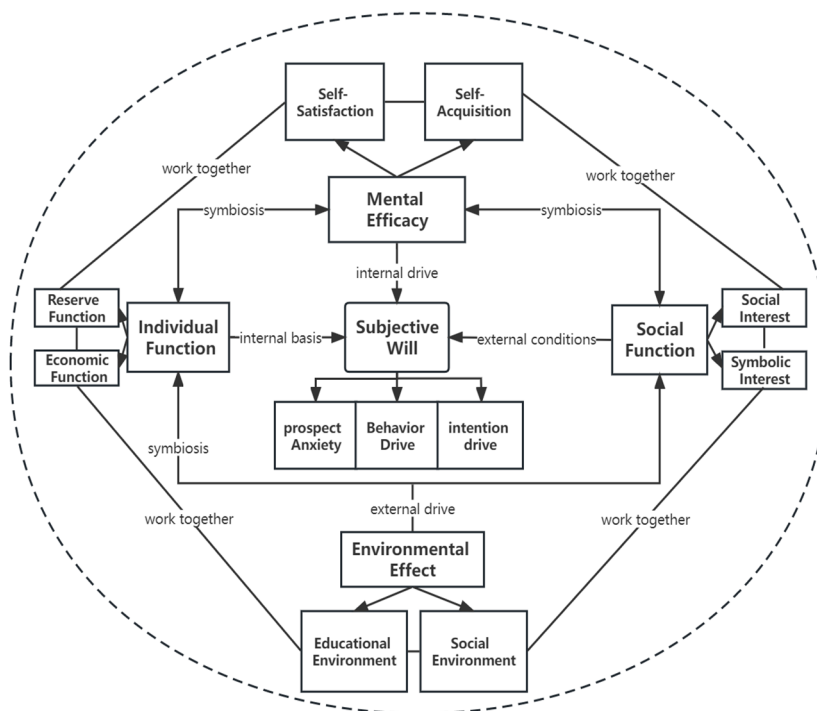 Self-
Satisfaction
Self-
Acquisition
work together
work together
Mental
Efficacy
symbiosis
symbiosis
internal drive
Reserve
Function
Economic
Function
Individual
Function
internal basis
Subjective
Will
external conditions
Social
Function
Social
Interest
Symbolic
Interest
prospect
Anxiety
Behavior
Drive
intention
drive
symbiosis
external drive
work together
work together
Environmental
Effect
Educational
Environment
Social
Environment